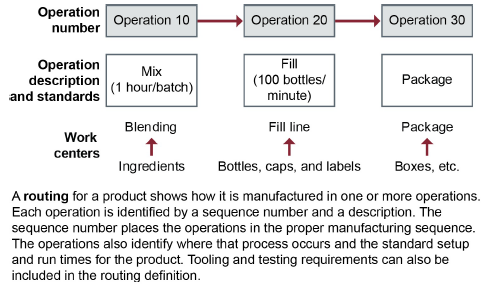 Operation number
Operation 10
Operation 20
Operation 30
Operation description and standards
Mix
(1 hour/batch)
Fill
(100 bottles/
minute)
Package
Work centers
Blending
Fill line
Package
Ingredients
Bottles, caps, and labels
Boxes, etc.
A routing for a product shows how it is manufactured in one or more operations.
Each operation is identified by a sequence number and a description. The
sequence number places the operations in the proper manufacturing sequence.
The operations also identify where that process occurs and the standard setup
and run times for the product. Tooling and testing requirements can also be
included in the routing definition.